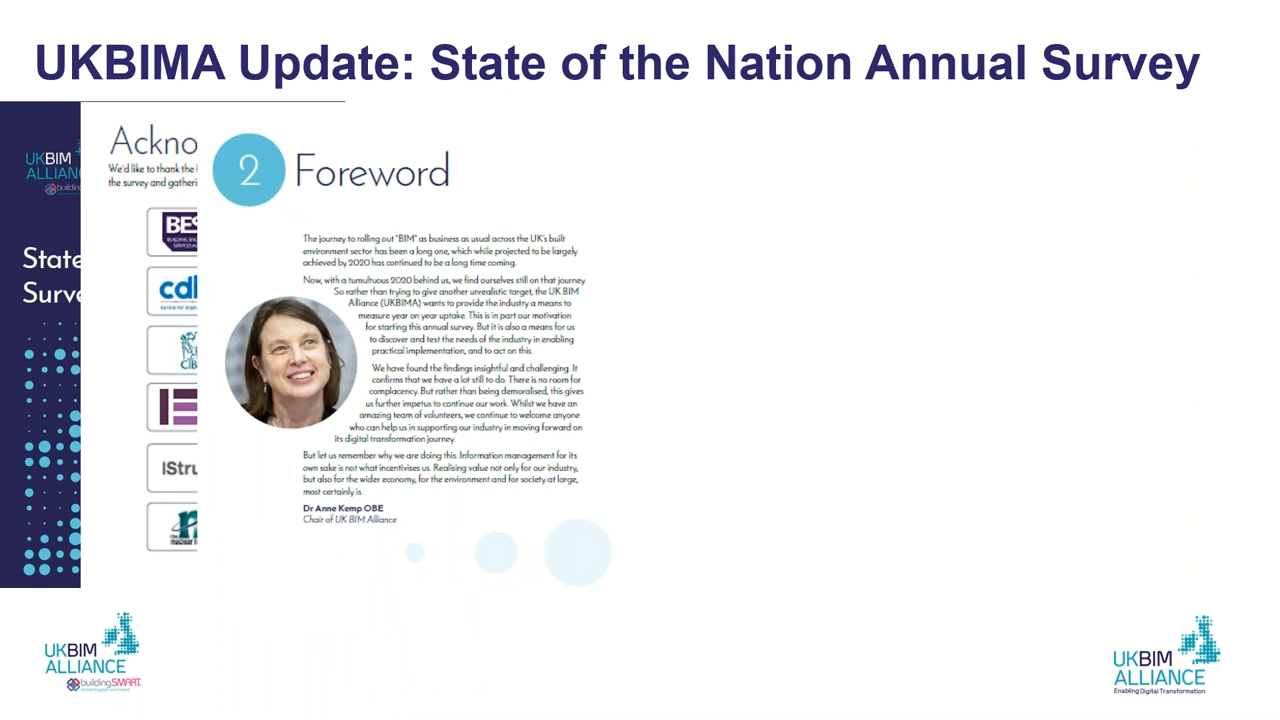 UKBIMA Update: State of the Nation Annual Survey
UKBIM
ALLIANC
State
Surve
Ackno
We'd like to thank the
the survey and gatheri
BES
cdb
CIB
IStru
2
Foreword
The journey to rolling out "BIM" as business as usual across the UK's built
environment sector has been a long one, which while projected to be largely
achieved by 2020 has continued to be a long time coming.
Now, with a tumultuous 2020 behind us, we find ourselves still on that journey.
So rather than trying to give another unrealistic target, the UK BIM
Alliance (UKBIMA) wants to provide the industry a means to
measure year on year uptake. This is in part our motivation
for starting this annual survey. But it is also a means for us
to discover and test the needs of the industry in enabling
practical implementation, and to act on this.
We have found the findings insightful and challenging. It
confirms that we have a lot still to do. There is no room for
complacency. But rather than being demoralised, this gives
us further impetus to continue our work. Whilst we have an
amazing team of volunteers, we continue to welcome anyone
who can help us in supporting our industry in moving forward on
its digital transformation journey.
But let us remember why we are doing this. Information management for its
own sake is not what incentivises us. Realising value not only for our industry,
but also for the wider economy, for the environment and for society at large,
most certainly is.
Dr Anne Kemp OBE
Chair of UK BIM Alliance
UKBIM
ALLIANCE
buildingSMART
United Kingdom and Ireland
UKBIM
ALLIANCE
Enabling Digital Transformation